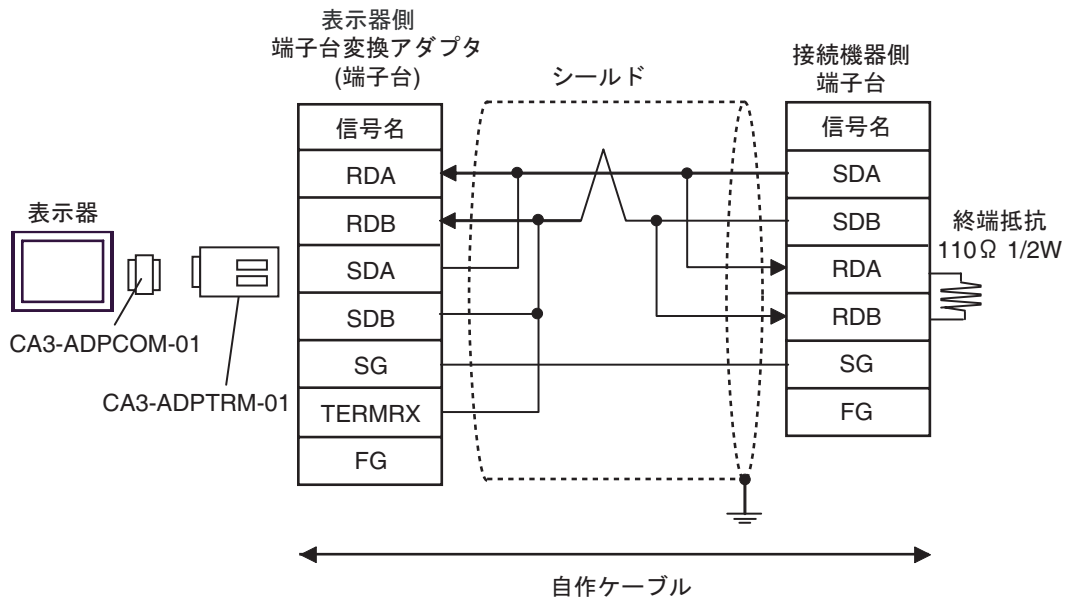 表示器側
端子台変換アダプタ
(端子台)
シールド
接続機器側
端子台
信号名
RDA
RDB
SDA
SDB
SG
TERMRX
FG
信号名
SDA
SDB
RDA
RDB
SG
FG
終端抵抗
110Ω 1/2W
表示器
CA3-ADPCOM-01
CA3-ADPTRM-01
自作ケーブル